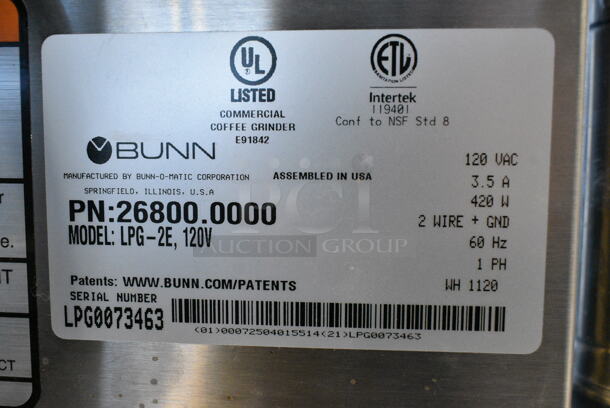 UL
LISTED
COMMERCIAL
COFFEE GRINDER
E91842
ETL
Intertek
119401
Conf to NSF Std 8
BUNN
MANUFACTURED BY BUNN-O-MATIC CORPORATION
SPRINGFIELD, ILLINOIS, U.S.A
ASSEMBLED IN USA
PN:26800.0000
MODEL: LPG-2E, 120V
120 VAC
3.5 A
420 W
2 WIRE + GND
60 Hz
1 PH
WH 1120
pci
AUCTION GROUP
Patents: WWW.BUNN.COM/PATENTS
SERIAL NUMBER
LPG0073463
(01)00072504015514(21)LPG0073463